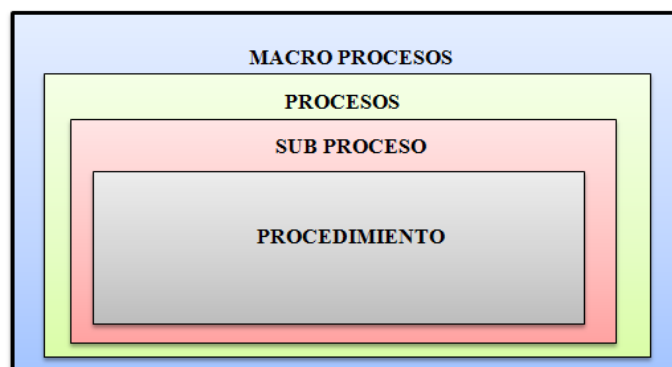 MACRO PROCESOS
PROCESOS
SUB PROCESO
PROCEDIMIENTO